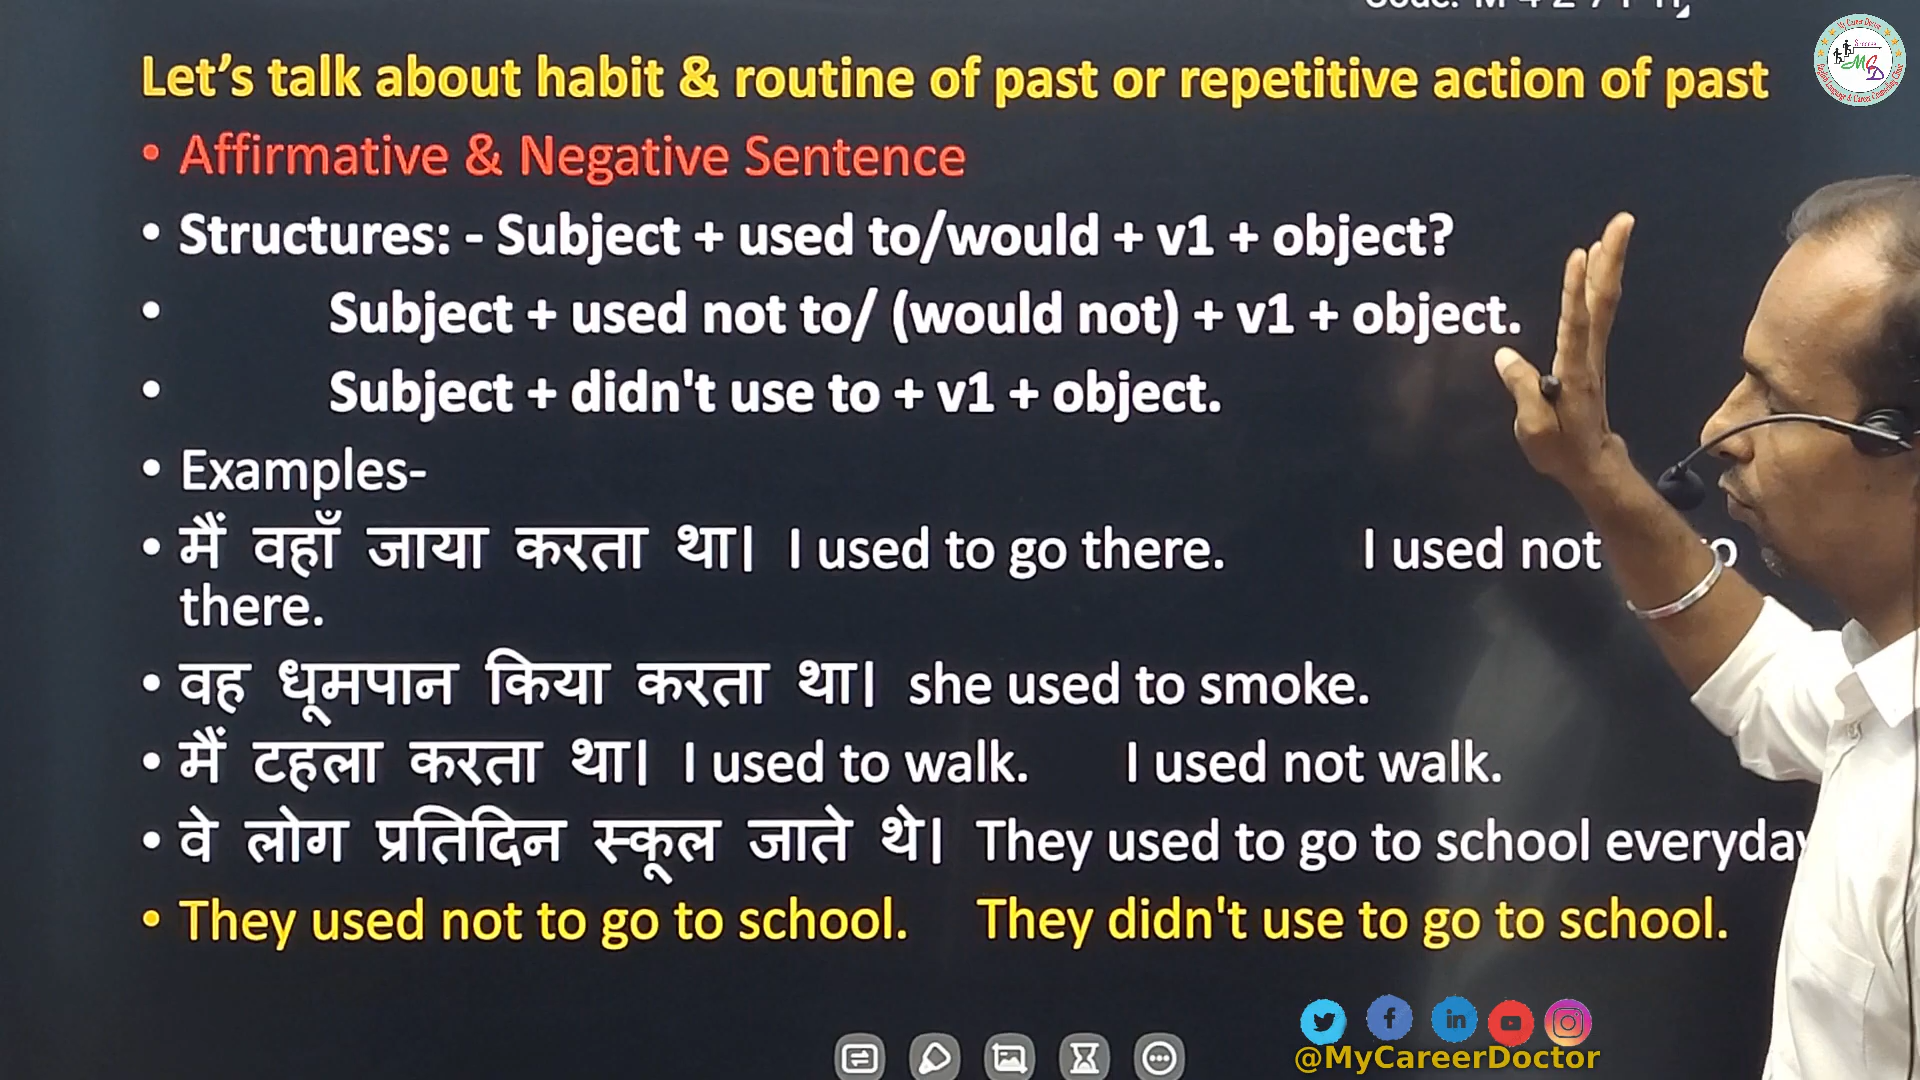 Let’s talk about habit & routine of past or repetitive action of past
• Affirmative & Negative Sentence
• Structures: - Subject + used to/would + v1 + object?
• Subject + used not to/ (would not) + v1 + object.
• Subject + didn't use to + v1 + object.
• Examples-
• मैं वहाँ जाया करता था| I used to go there. I used not
there.
• वह धूमपान किया करता था| she used to smoke.
• मैं टहला करता था| I used to walk. I used not walk.
• वे लोग प्रतिदिन स्कूल जाते थे| They used to go to school everyday
• They used not to go to school. They didn't use to go to school.
@MyCareerDoctor